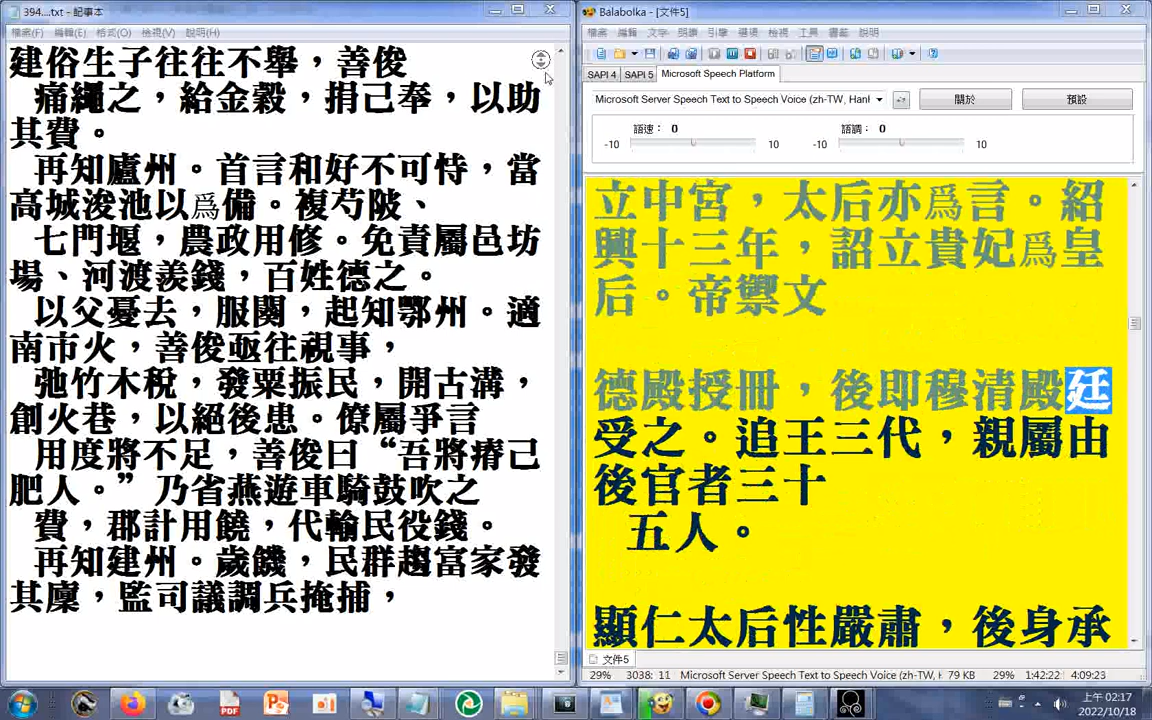 394....txt - 記事本
檔案(F) 編輯(E) 格式(O) 檢視(V) 說明(H)
建俗生子往往不舉，善俊
痛繩之，給金穀，捐己奉，以助
其費。
再知廬州。首言和好不可恃，當
高城浚池以爲備。複芍陂、
七門堰，農政用修。免責屬邑坊
場、河渡羨錢，百姓德之。
以父憂去，服闋，起知鄂州。適
南市火，善俊亟往視事，
弛竹木稅，發粟振民，開古溝，
創火巷，以絕後患。僚屬爭言
用度將不足，善俊曰“吾將瘠己
肥人。”乃省燕遊車騎鼓吹之
費，郡計用饒，代輸民役錢。
再知建州。歲饑，民群趨富家發
其廩，監司議調兵掩捕，
Balabolka - [文件5]
檔案 編輯 文字 朗讀 引擎 選項 檢視 工具 書籤 說明
SAPI 4 SAPI 5 Microsoft Speech Platform
Microsoft Server Speech Text to Speech Voice (zh-TW, Hanl
關於 預設
語速： 0 語調： 0
-10 10 -10 10
立中宮，太后亦爲言。紹
興十三年，詔立貴妃爲皇
后。帝禦文
德殿授冊，後即穆清殿廷
受之。追王三代，親屬由
後官者三十
五人。
顯仁太后性嚴肅，後身承
文件5
29% 3038: 11 Microsoft Server Speech Text to Speech Voice (zh-TW, H 79 KB 29% 1:42:22 4:09:23
上午 02:17
2022/10/18